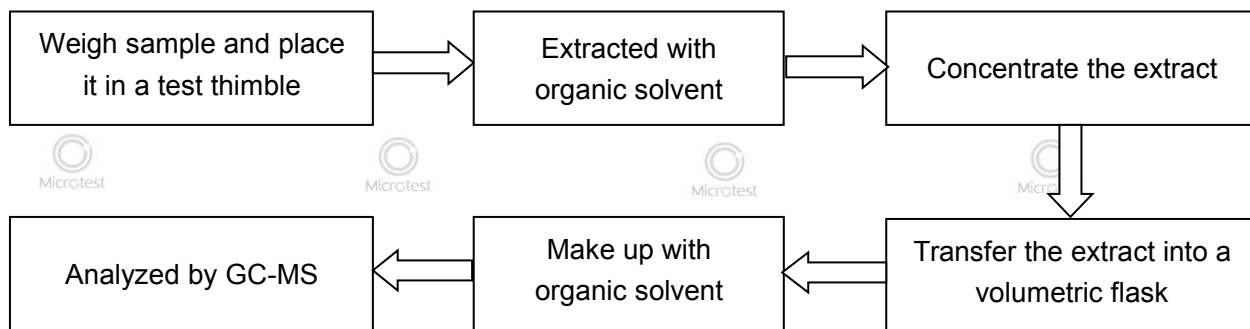 Weigh sample and place
it in a test thimble
Extracted with
organic solvent
Concentrate the extract
Microtest
Microtest
Microtest
Micro
Analyzed by GC-MS
Make up with
organic solvent
Transfer the extract into a
volumetric flask